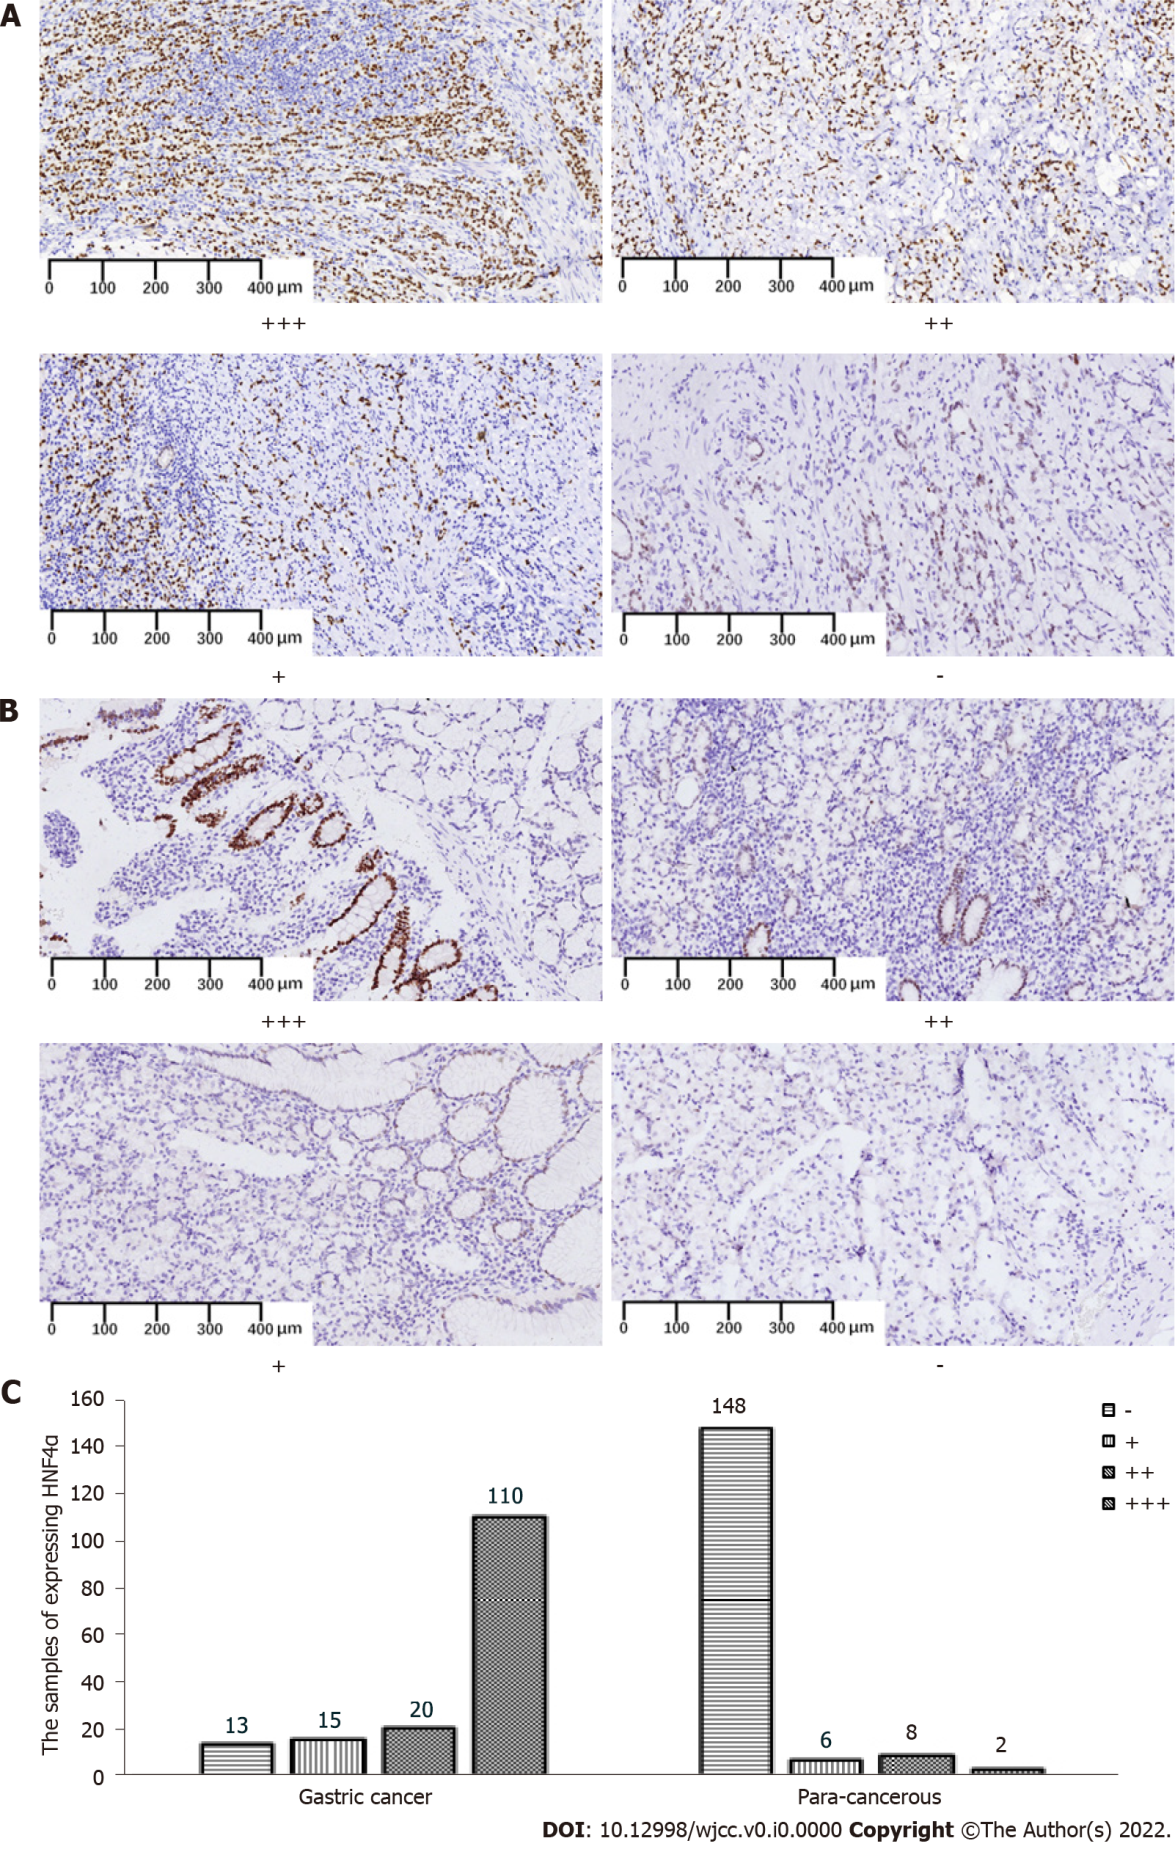 A
0 100 200 300 400 μm
0 100 200 300 400 μm
+++
++
0 100 200 300 400 μm
0 100 200 300 400 μm
+
-
B
0 100 200 300 400 μm
0 100 200 300 400 μm
+++
++
0 100 200 300 400 μm
0 100 200 300 400 μm
+
-
C
The samples of expressing HNF4α
160
140
120
100
80
60
40
20
0
13
15
20
110
148
6
8
2
-
+
++
+++
Gastric cancer
Para-cancerous
DOI: 10.12998/wjcc.v0.i0.0000 Copyright ©The Author(s) 2022.